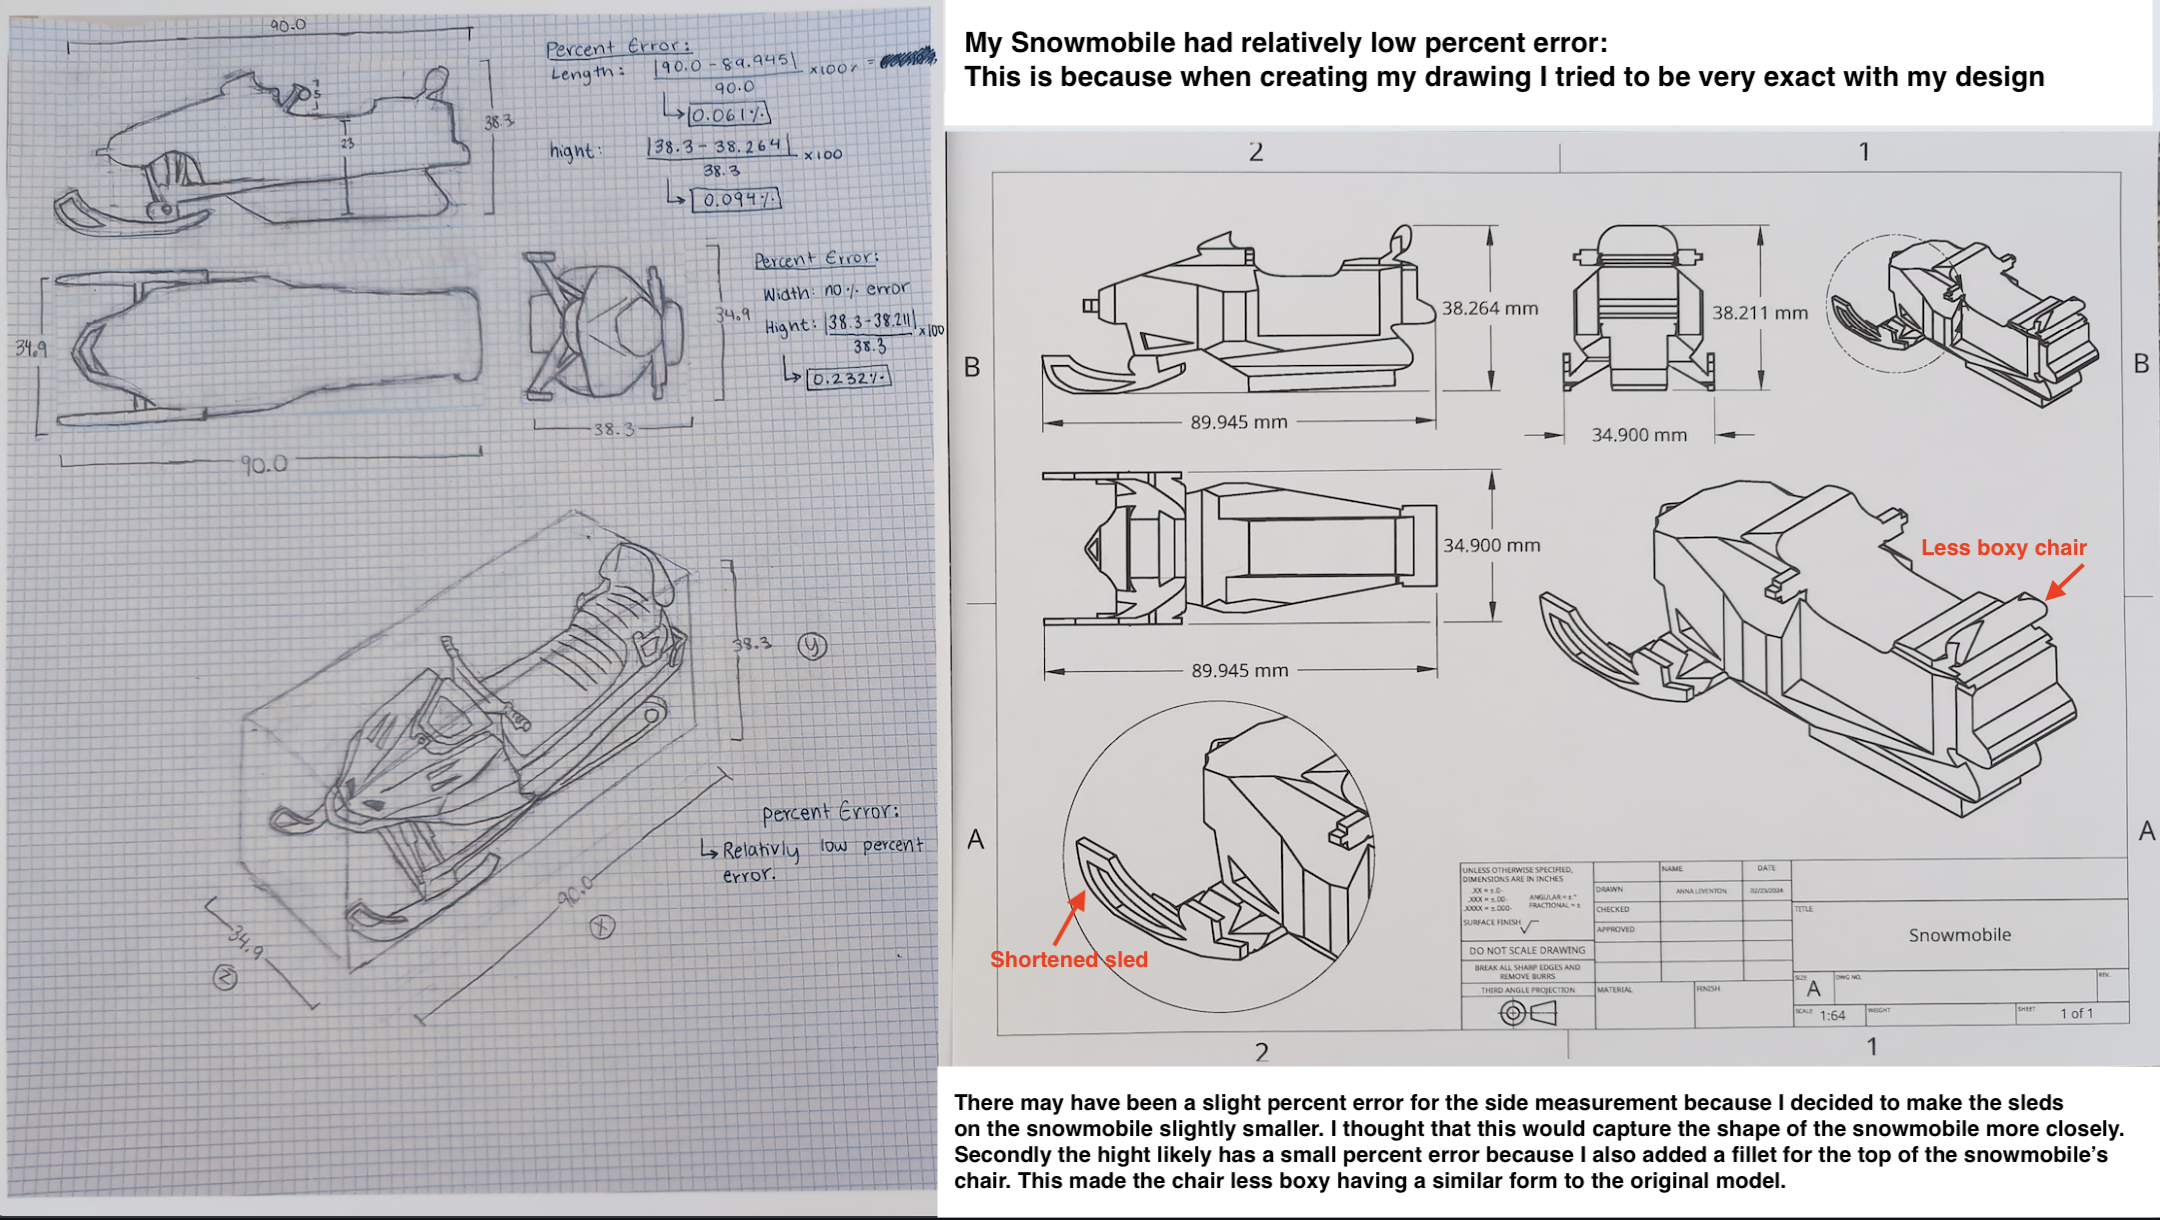 90.0
38.3
23
Percent Error:
Length: |90.0 - 89.945| x100% =
90.0
↳ 0.061%
hight: |38.3 - 38.264| x100
38.3
↳ 0.094%
34.9
90.0
34.9
38.3
Percent Error:
Width: no % error
Hight: |38.3-38.211| x100
38.3
↳ 0.232%
38.3
Y
90.0
X
34.9
Z
Percent Error:
↳ Relativly low percent
error.
My Snowmobile had relatively low percent error:
This is because when creating my drawing I tried to be very exact with my design
2
1
B
B
38.264 mm
38.211 mm
89.945 mm
34.900 mm
34.900 mm
89.945 mm
Less boxy chair
A
A
Shortened sled
UNLESS OTHERWISE SPECIFIED,
DIMENSIONS ARE IN INCHES
.XX = ±.0-
.XXX = ±.00-
.XXXX = ±.000-
ANGULAR = ± °
FRACTIONAL = ±
SURFACE FINISH
DO NOT SCALE DRAWING
BREAK ALL SHARP EDGES AND
REMOVE BURRS
THIRD ANGLE PROJECTION
NAME
DATE
DRAWN
ANNA LEVENTON
02/23/2024
CHECKED
APPROVED
MATERIAL
FINISH
TITLE
Snowmobile
SIZE
A
DWG NO.
REV.
SCALE
1:64
WEIGHT
SHEET
1 of 1
2
1
There may have been a slight percent error for the side measurement because I decided to make the sleds
on the snowmobile slightly smaller. I thought that this would capture the shape of the snowmobile more closely.
Secondly the hight likely has a small percent error because I also added a fillet for the top of the snowmobile’s
chair. This made the chair less boxy having a similar form to the original model.